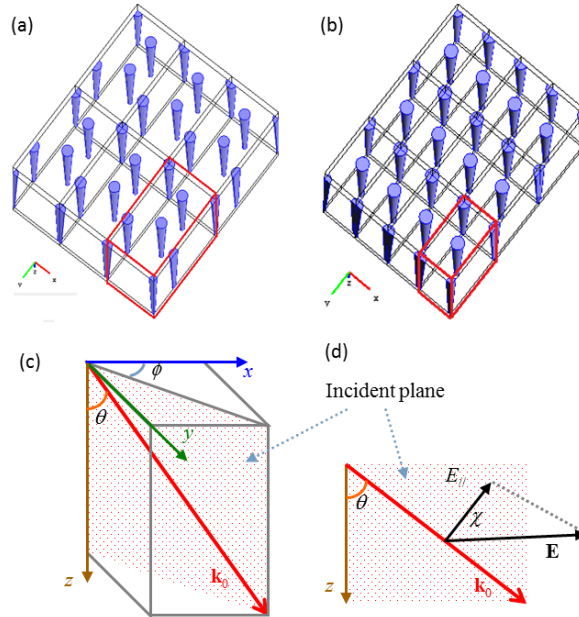 (a)
(b)
y
z
x
y
z
x
(c)
(d)
ϕ
x
Incident plane
θ
y
E//
θ
χ
E
z
k0
z
k0